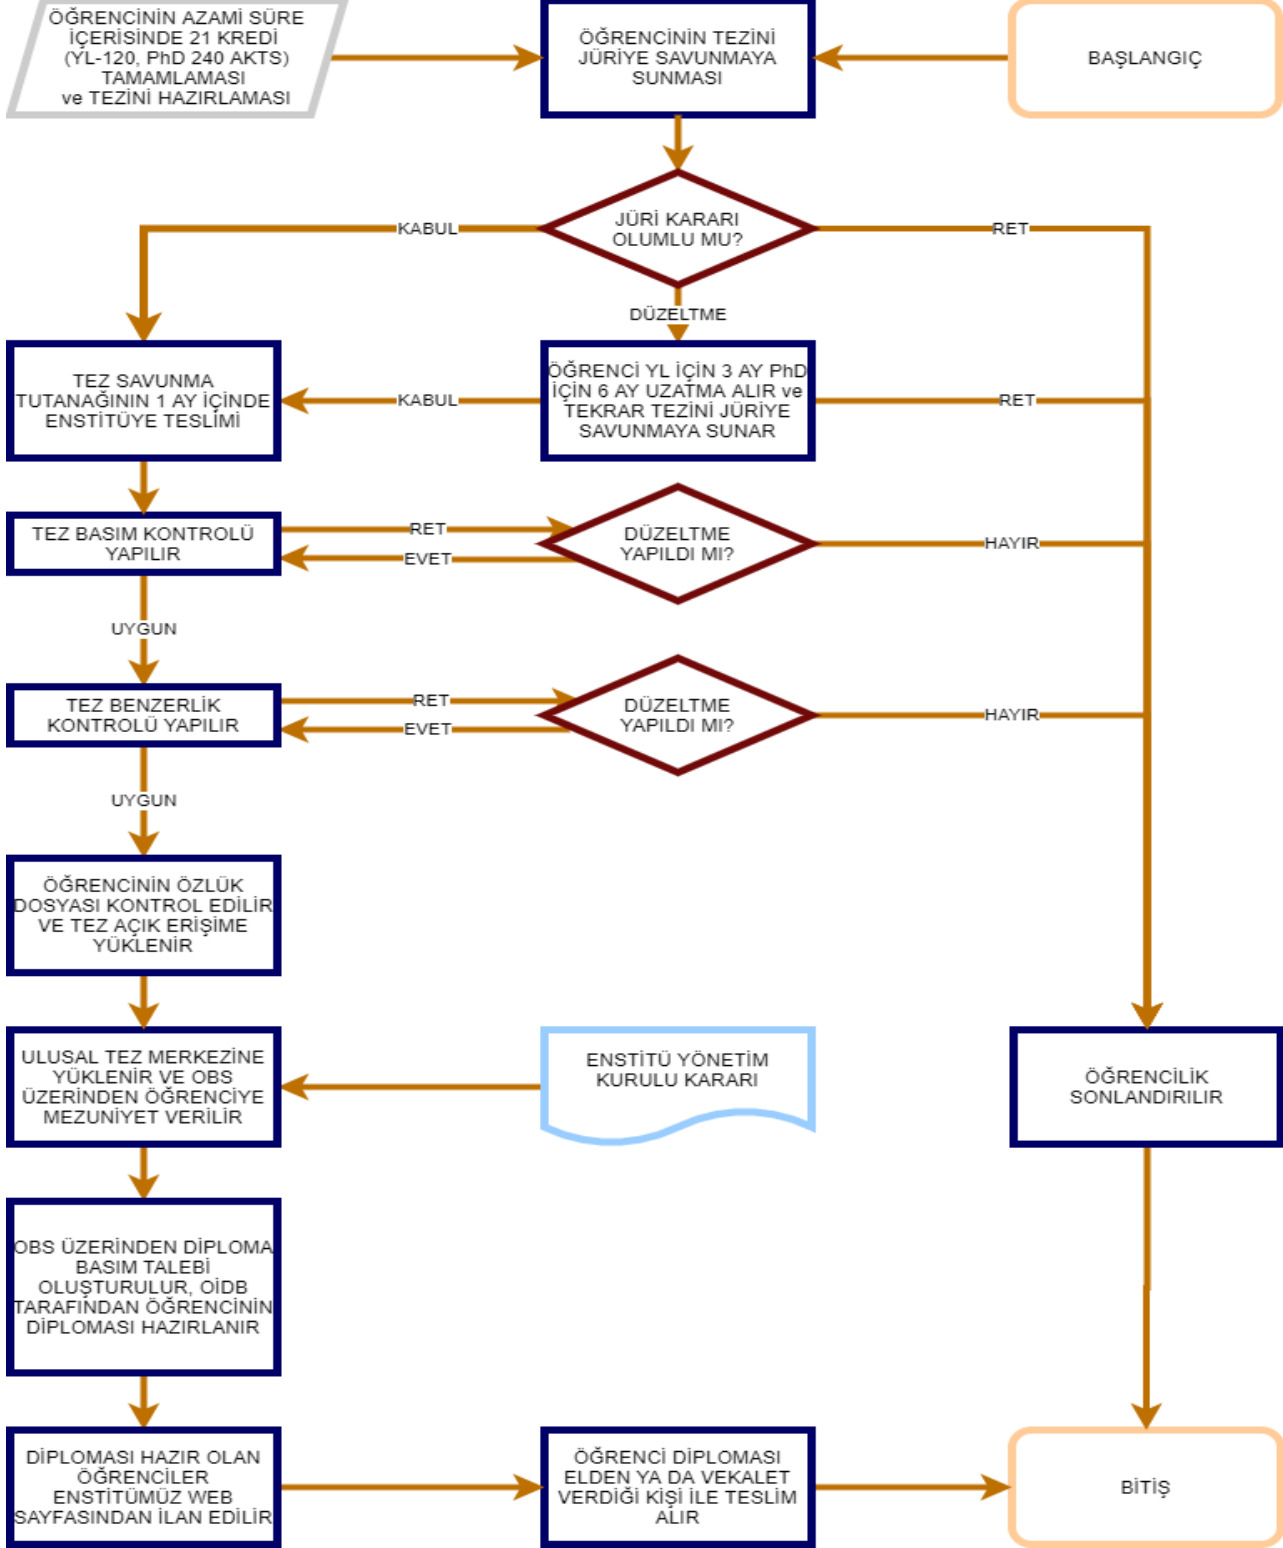 ÖĞRENCİNİN AZAMİ SÜRE
İÇERİSİNDE 21 KREDİ
(YL-120, PhD 240 AKTS)
TAMAMLAMASI
ve TEZİNİ HAZIRLAMASI
ÖĞRENCİNİN TEZİNİ
JÜRİYE SAVUNMAYA
SUNMASI
BAŞLANGIÇ
JÜRİ KARARI
OLUMLU MU?
KABUL
RET
DÜZELTME
TEZ SAVUNMA
TUTANAĞININ 1 AY İÇİNDE
ENSTİTÜYE TESLİMİ
KABUL
ÖĞRENCİ YL İÇİN 3 AY PhD
İÇİN 6 AY UZATMA ALIR ve
TEKRAR TEZİNİ JÜRİYE
SAVUNMAYA SUNAR
RET
TEZ BASIM KONTROLÜ
YAPILIR
RET
EVET
DÜZELTME
YAPILDI MI?
HAYIR
UYGUN
TEZ BENZERLİK
KONTROLÜ YAPILIR
RET
EVET
DÜZELTME
YAPILDI MI?
HAYIR
UYGUN
ÖĞRENCİNİN ÖZLÜK
DOSYASI KONTROL EDİLİR
VE TEZ AÇIK ERİŞİME
YÜKLENİR
ULUSAL TEZ MERKEZİNE
YÜKLENİR VE OBS
ÜZERİNDEN ÖĞRENCİYE
MEZUNİYET VERİLİR
ENSTİTÜ YÖNETİM
KURULU KARARI
ÖĞRENCİLİK
SONLANDIRILIR
OBS ÜZERİNDEN DİPLOMA
BASIM TALEBİ
OLUŞTURULUR, OİDB
TARAFINDAN ÖĞRENCİNİN
DİPLOMASI HAZIRLANIR
DİPLOMASI HAZIR OLAN
ÖĞRENCİLER
ENSTİTÜMÜZ WEB
SAYFASINDAN İLAN EDİLİR
ÖĞRENCİ DİPLOMASI
ELDEN YA DA VEKALET
VERDİĞİ KİŞİ İLE TESLİM
ALIR
BİTİŞ